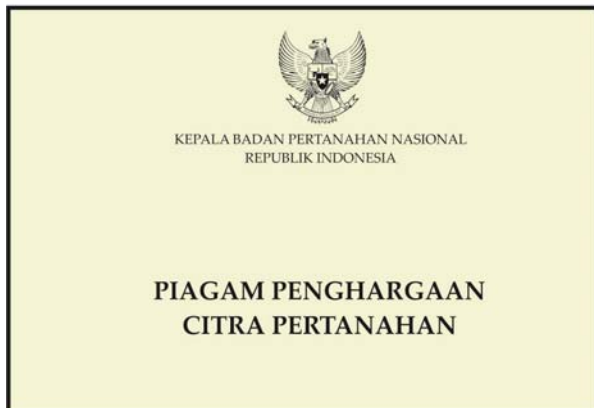 KEPALA BADAN PERTANAHAN NASIONAL
REPUBLIK INDONESIA
PIAGAM PENGHARGAAN
CITRA PERTANAHAN